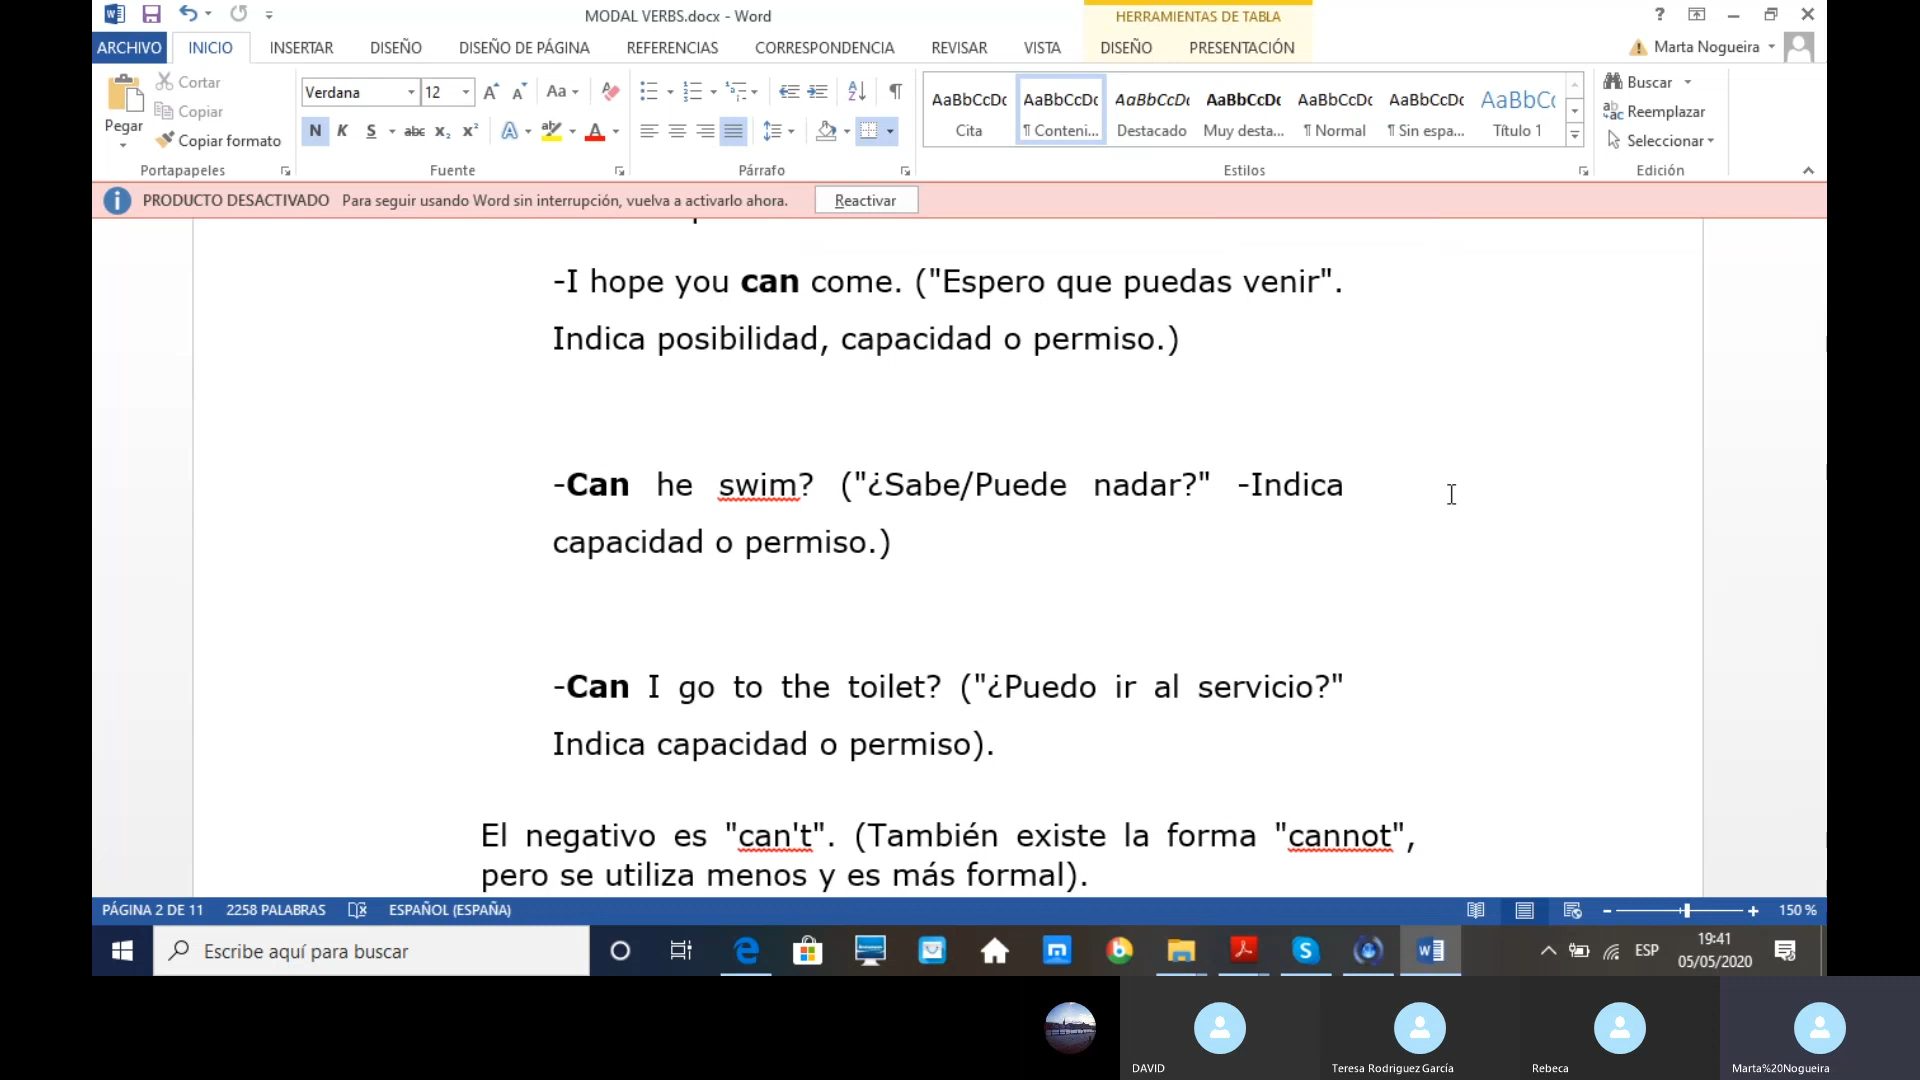 MODAL VERBS.docx - Word
HERRAMIENTAS DE TABLA
?
ARCHIVO INICIO INSERTAR DISEÑO DISEÑO DE PÁGINA REFERENCIAS CORRESPONDENCIA REVISAR VISTA DISEÑO PRESENTACIÓN Marta Nogueira
Pegar
Cortar
Copiar
Copiar formato
Portapapeles
Verdana 12
N K S abc x₂ x²
Fuente
Párrafo
AaBbCcDc AaBbCcDc AaBbCcDc AaBbCcDc AaBbCcDc AaBbCcDc AaBbCc
Cita ¶ Conteni... Destacado Muy desta... ¶ Normal ¶ Sin espa... Título 1
Estilos
Buscar
Reemplazar
Seleccionar
Edición
PRODUCTO DESACTIVADO Para seguir usando Word sin interrupción, vuelva a activarlo ahora. Reactivar
-I hope you can come. ("Espero que puedas venir".
Indica posibilidad, capacidad o permiso.)
-Can he swim? ("¿Sabe/Puede nadar?" -Indica
capacidad o permiso.)
-Can I go to the toilet? ("¿Puedo ir al servicio?"
Indica capacidad o permiso).
El negativo es "can't". (También existe la forma "cannot",
pero se utiliza menos y es más formal).
PÁGINA 2 DE 11 2258 PALABRAS ESPAÑOL (ESPAÑA) 150 %
Escribe aquí para buscar
ESP
19:41
05/05/2020
DAVID
Teresa Rodriguez García
Rebeca
Marta%20Nogueira